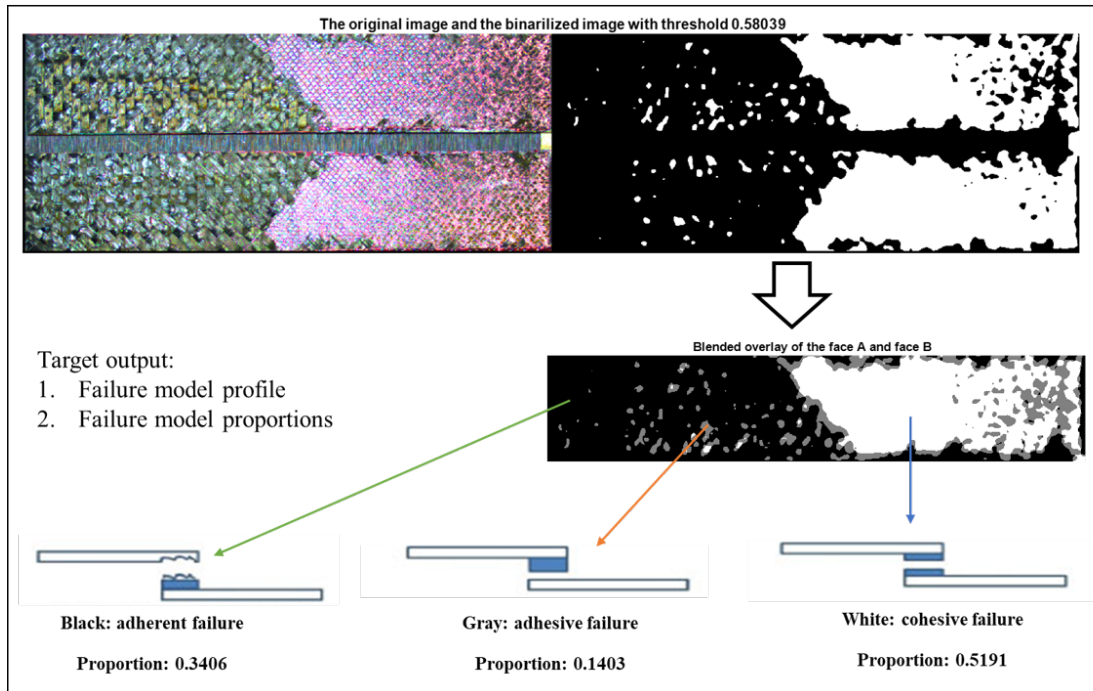 The original image and the binarilized image with threshold 0.58039
Blended overlay of the face A and face B
Target output:
1. Failure model profile
2. Failure model proportions
Black: adherent failure
Proportion: 0.3406
Gray: adhesive failure
Proportion: 0.1403
White: cohesive failure
Proportion: 0.5191